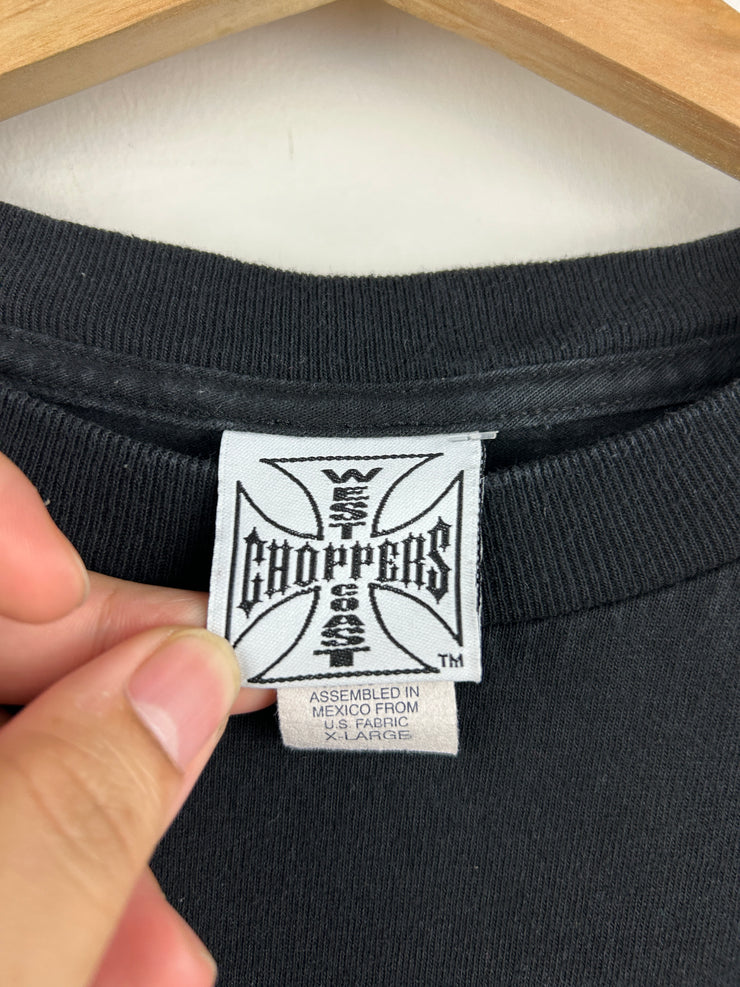 WEST
CHOPPERS
COAST
TM
ASSEMBLED IN
MEXICO FROM
U.S. FABRIC
X-LARGE